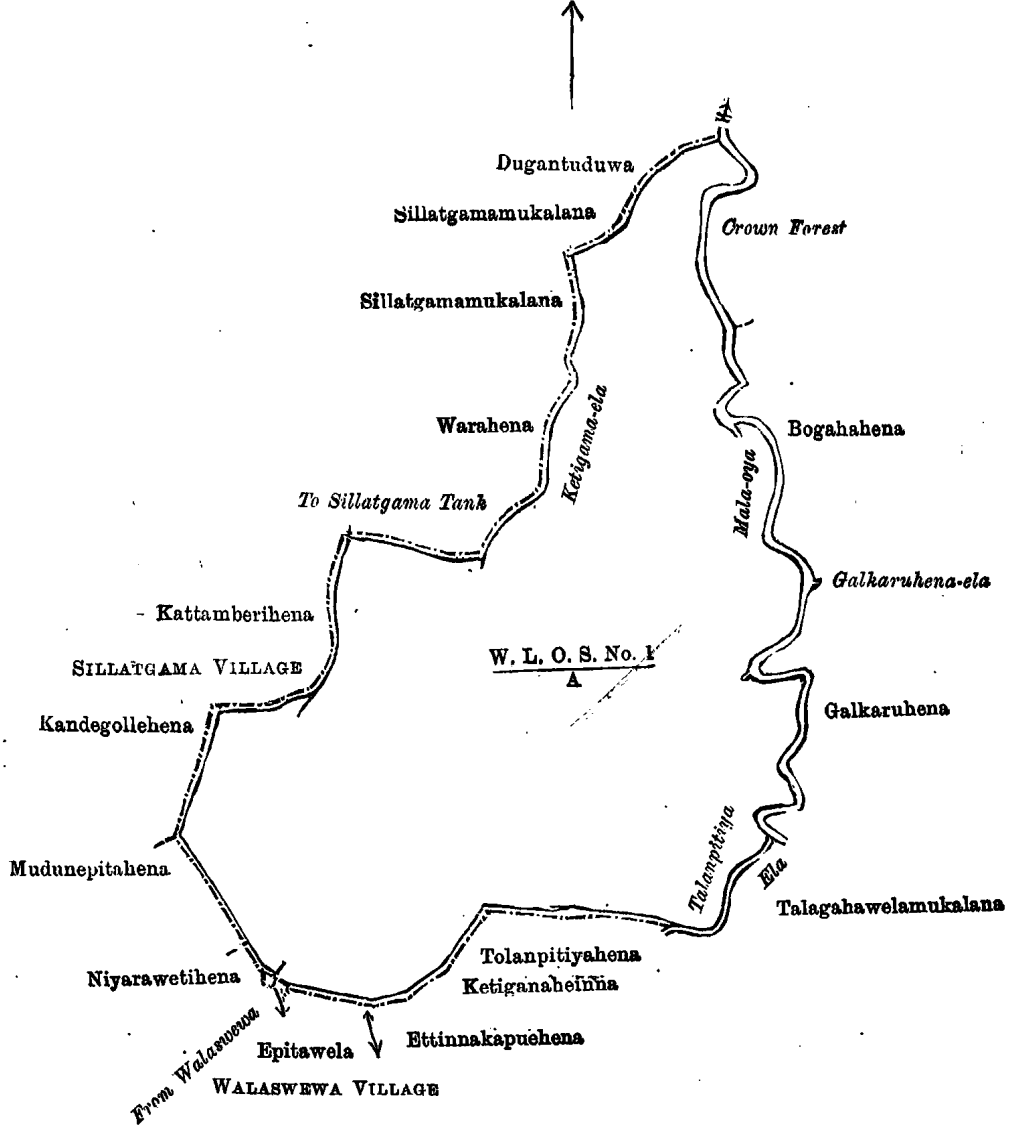 Dugantuduwa
Sillatgamamukalana
Crown Forest
Sillatgamamukalana
Warahena
Ketigama-ela
Bogahahena
To Sillatgama Tank
Mala-oya
Galkaruhena-ela
Kattamberihena
SILLATGAMA VILLAGE
W. L. O. S. No. 1
A
Kandegollehena
Galkaruhena
Mudunepitahena
Talanpitiya
Ela
Talagahawelamukalana
Tolanpitiyahena
Niyarawetihena
Ketiganaheinna
From Walaswewa
Epitawela
Ettinnakapuehena
WALASWEWA VILLAGE